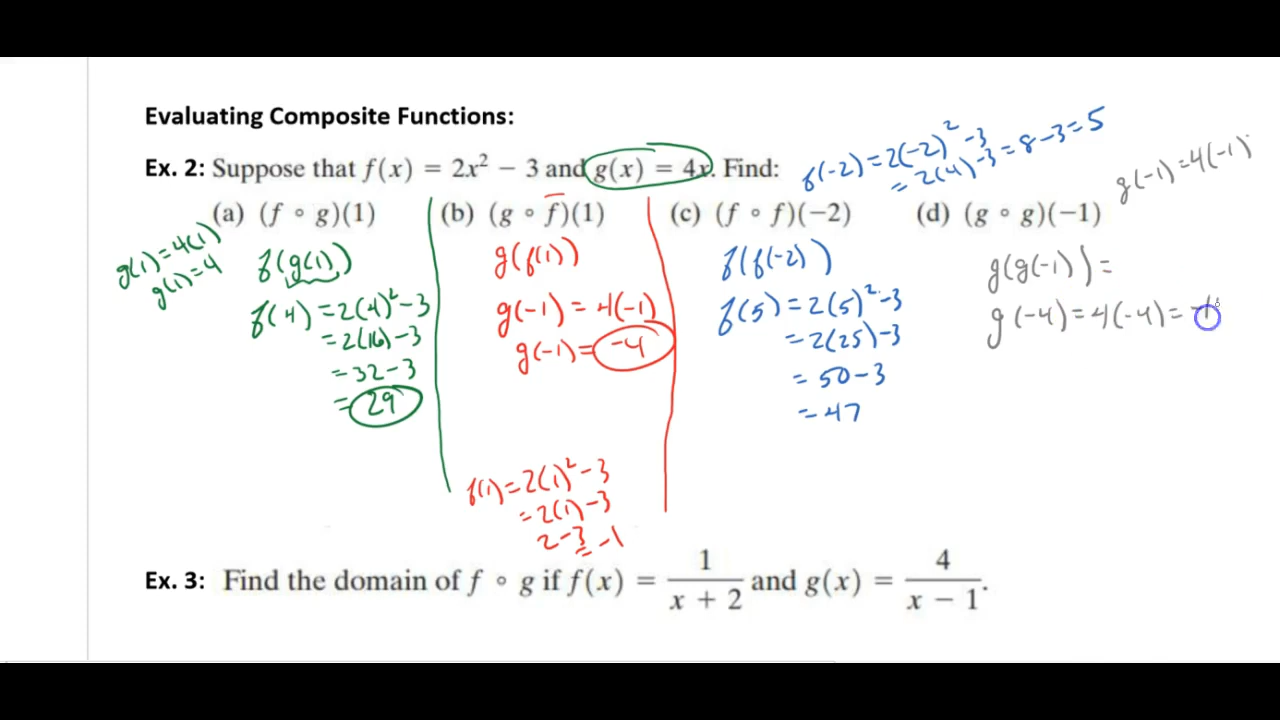 Evaluating Composite Functions:
Ex. 2: Suppose that f(x) = 2x² − 3 and g(x) = 4x. Find:
f(-2) = 2(-2)² -3
= 2(4) -3 = 8-3 = 5
g(-1) = 4(-1)
(a) (f ∘ g)(1)
(b) (g ∘ f)(1)
(c) (f ∘ f)(−2)
(d) (g ∘ g)(−1)
g(1) = 4(1)
g(1) = 4
f(g(1))
f(4) = 2(4)² -3
= 2(16) -3
= 32-3
= 29
g(f(1))
g(-1) = 4(-1)
g(-1) = -4
f(1) = 2(1)² -3
= 2(1) -3
2-3 = -1
f(f(-2))
f(5) = 2(5)² -3
= 2(25) -3
= 50-3
= 47
g(g(-1)) =
g(-4) = 4(-4) = -1
Ex. 3: Find the domain of f ∘ g if f(x) = 1/(x + 2) and g(x) = 4/(x − 1).